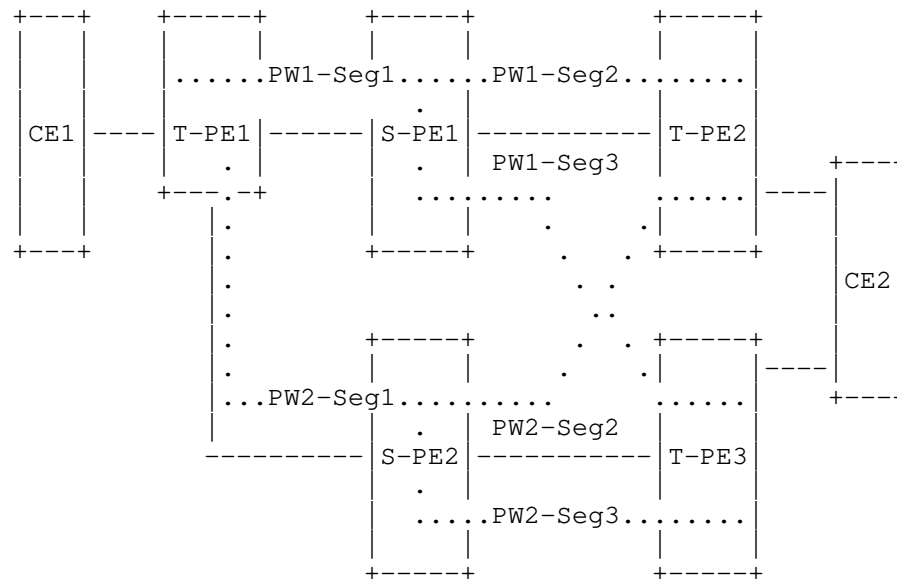 PW1-Seg1 PW1-Seg2
CE1 T-PE1 S-PE1 T-PE2
PW1-Seg3
CE2
PW2-Seg1
PW2-Seg2
S-PE2 T-PE3
PW2-Seg3